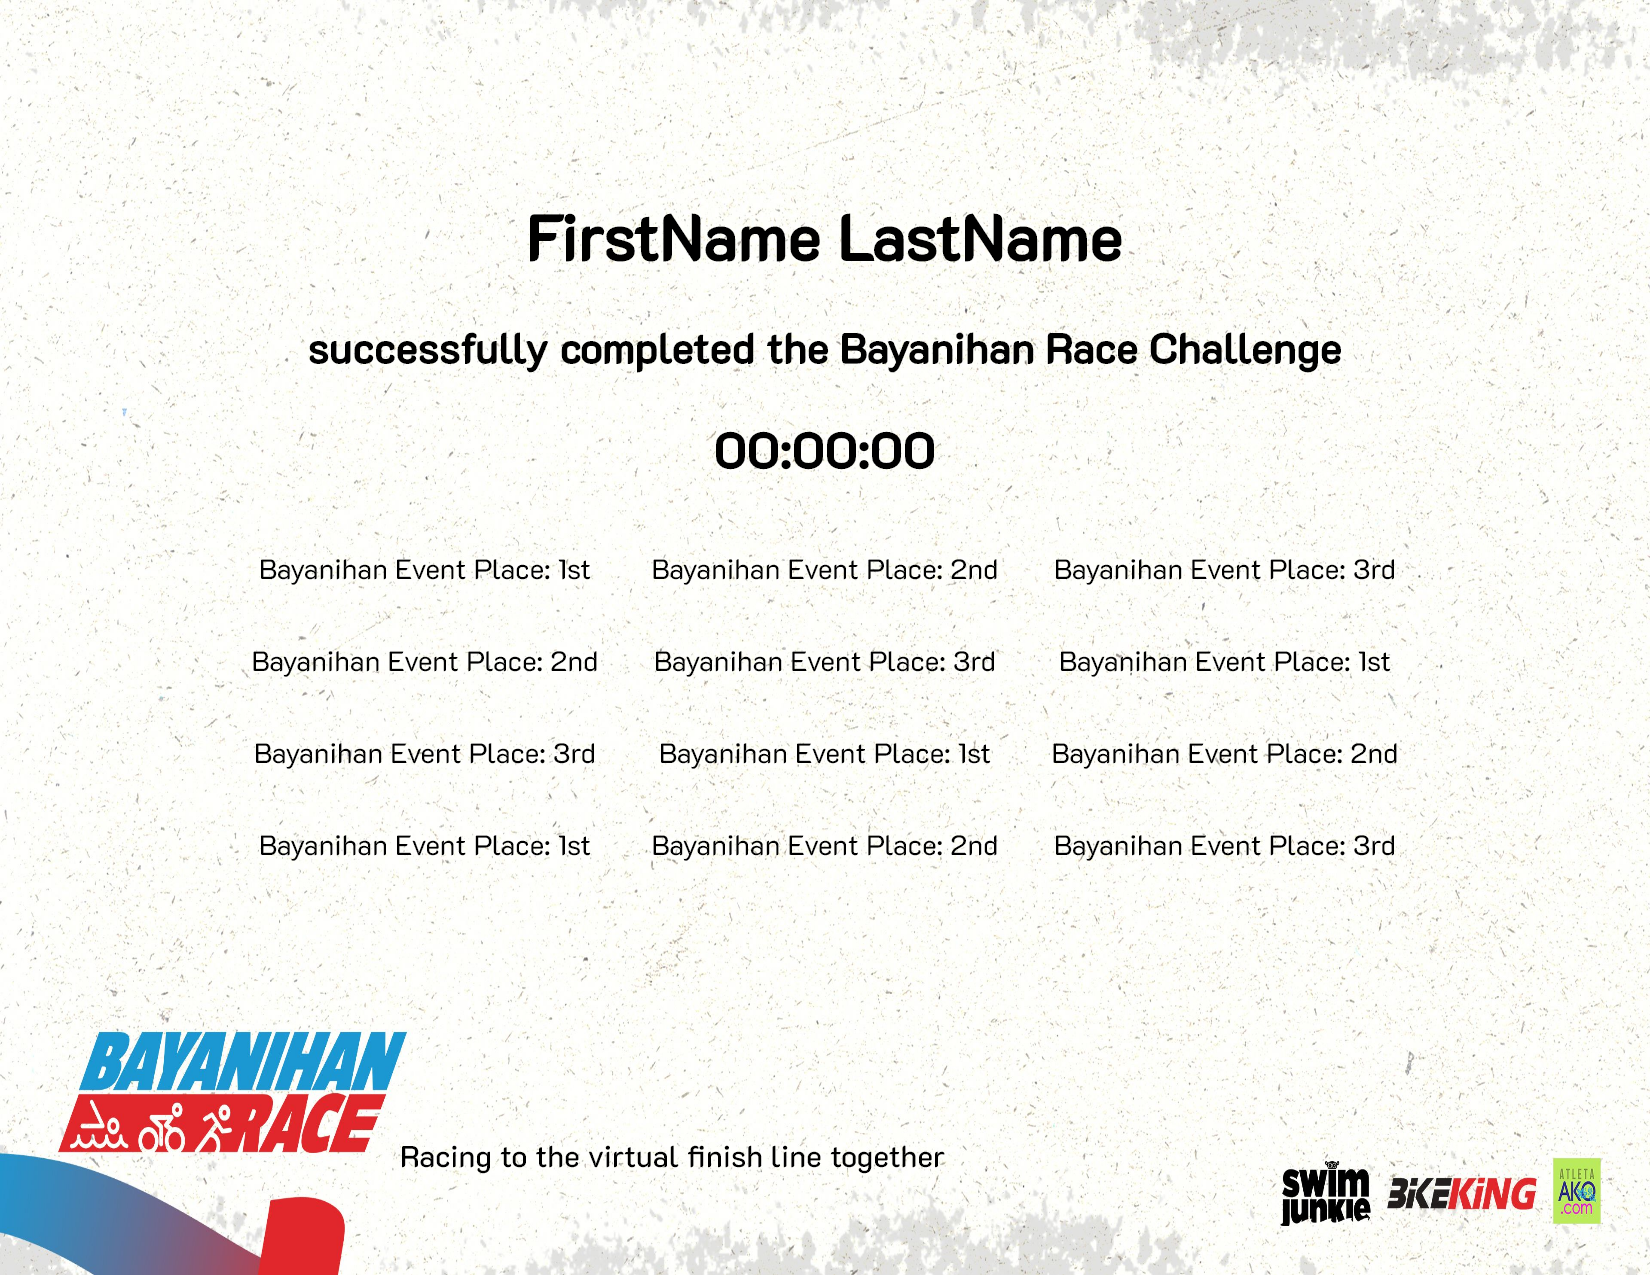 FirstName LastName
successfully completed the Bayanihan Race Challenge
00:00:00
Bayanihan Event Place: 1st Bayanihan Event Place: 2nd Bayanihan Event Place: 3rd
Bayanihan Event Place: 2nd Bayanihan Event Place: 3rd Bayanihan Event Place: 1st
Bayanihan Event Place: 3rd Bayanihan Event Place: 1st Bayanihan Event Place: 2nd
Bayanihan Event Place: 1st Bayanihan Event Place: 2nd Bayanihan Event Place: 3rd
BAYANIHAN
RACE
Racing to the virtual finish line together
swim
junkie
BIKEKiNG
ATLETA
AKO
.com